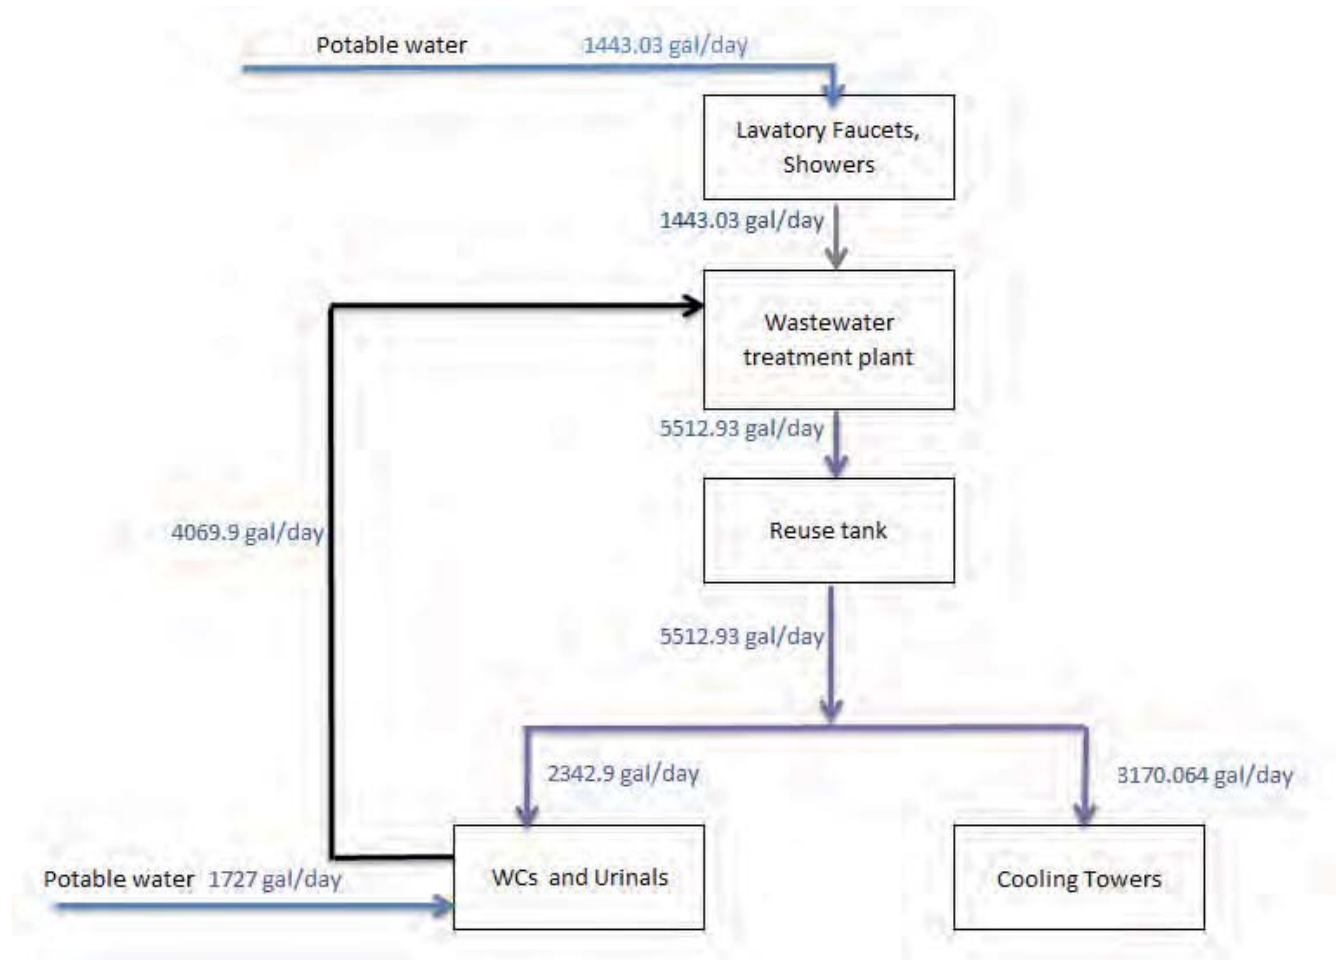 Potable water 1443.03 gal/day
Lavatory Faucets,
Showers
1443.03 gal/day
Wastewater
treatment plant
5512.93 gal/day
Reuse tank
4069.9 gal/day
5512.93 gal/day
2342.9 gal/day
3170.064 gal/day
Potable water 1727 gal/day
WCs and Urinals
Cooling Towers